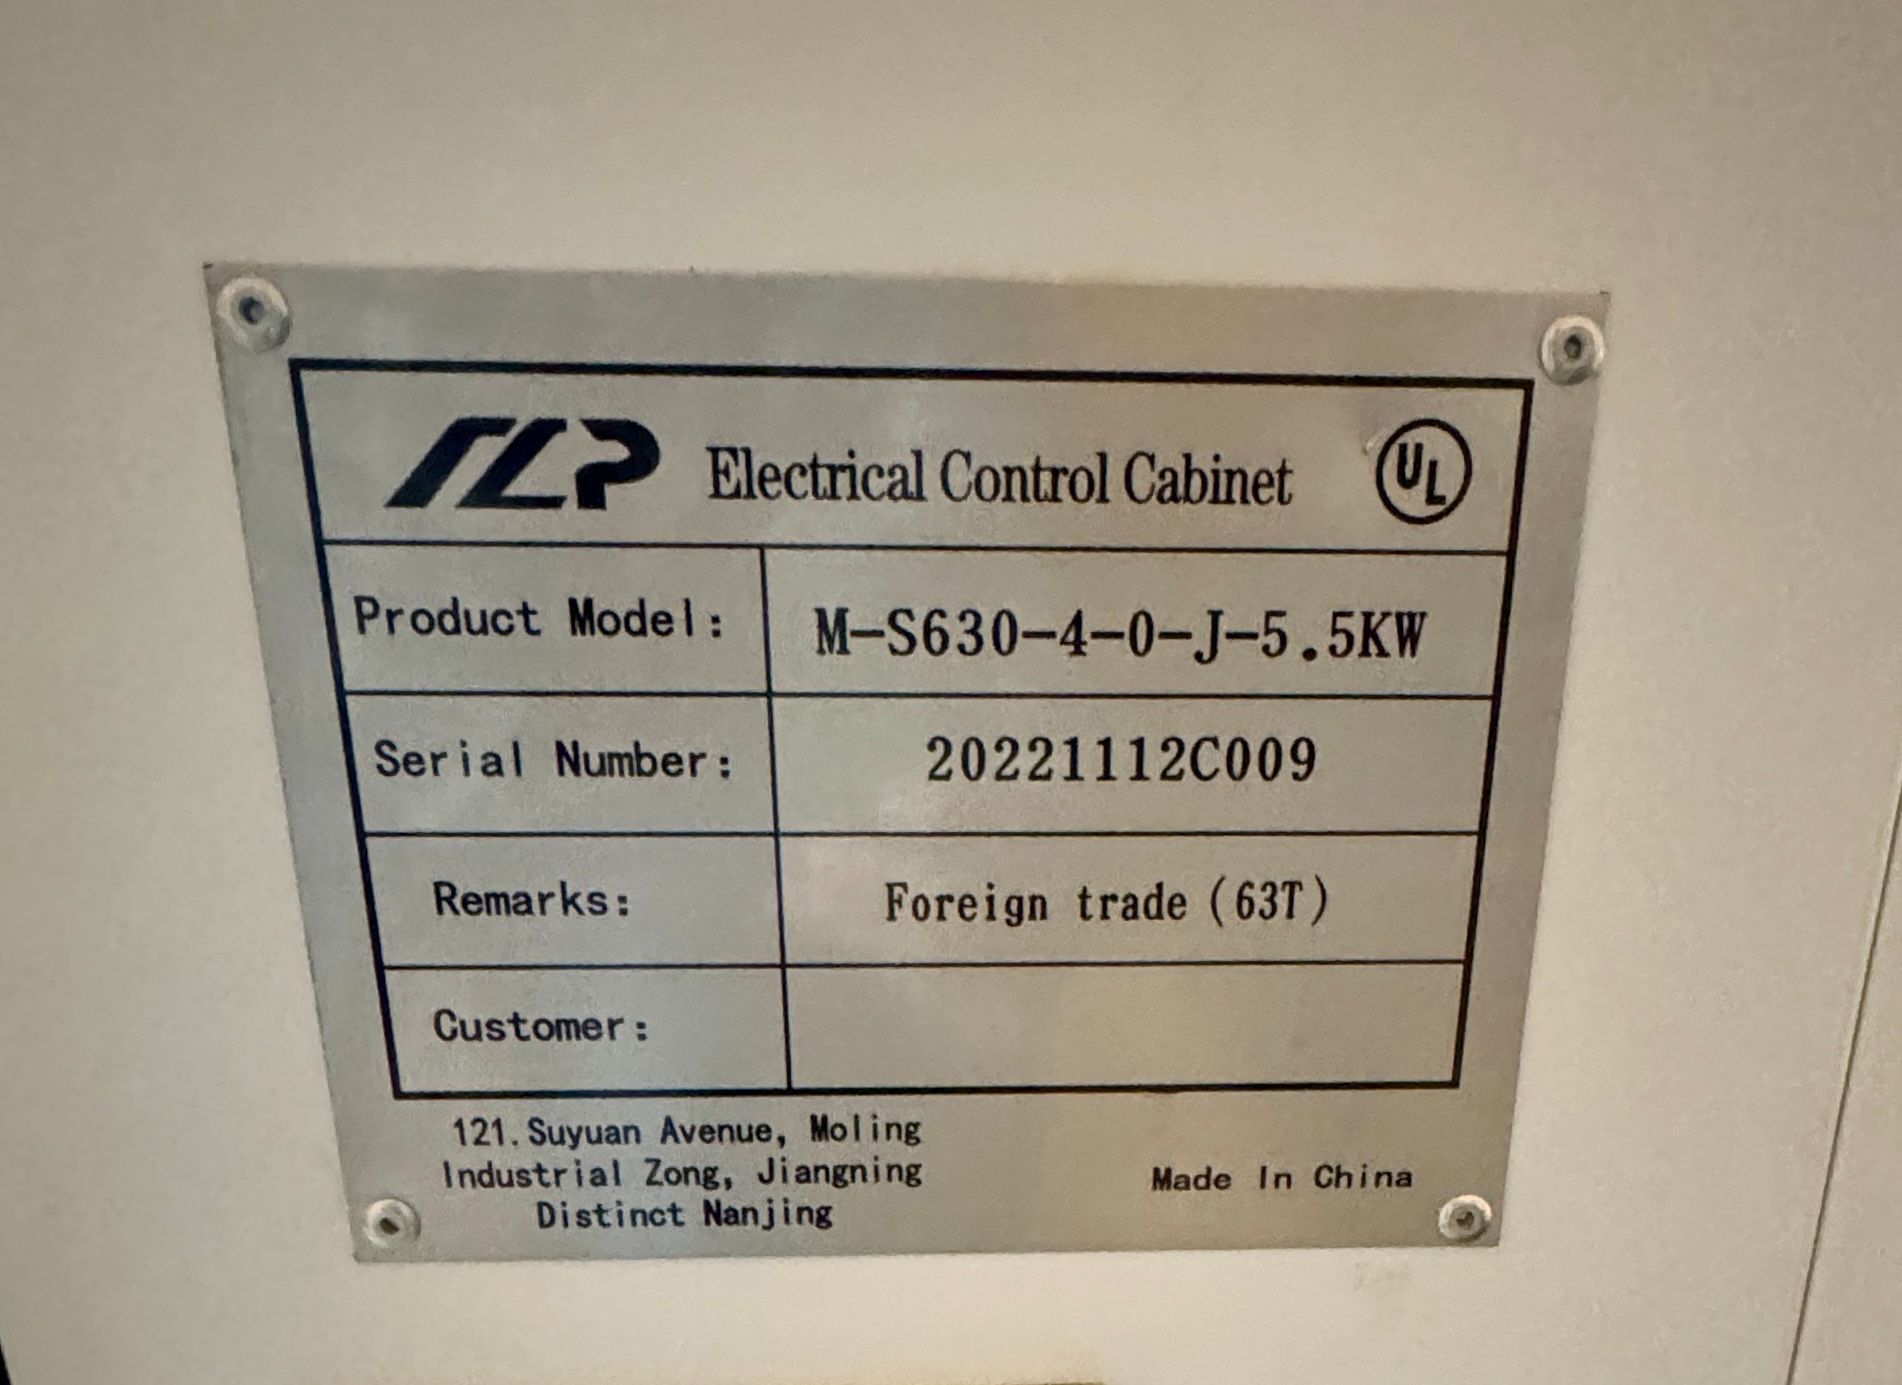 TLP Electrical Control Cabinet UL
Product Model: M-S630-4-0-J-5.5KW
Serial Number: 20221112C009
Remarks: Foreign trade (63T)
Customer:
121. Suyuan Avenue, Moling
Industrial Zong, Jiangning
Distinct Nanjing
Made In China